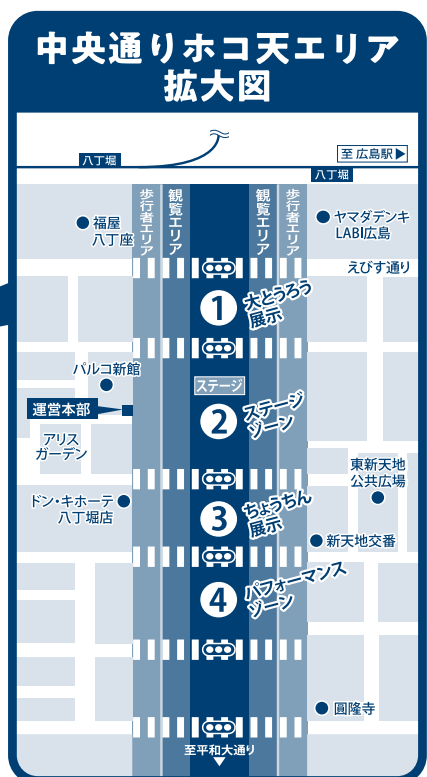 中央通りホコ天エリア
拡大図
八丁堀
至 広島駅▶
八丁堀
歩行者エリア
観覧エリア
観覧エリア
歩行者エリア
福屋
八丁座
ヤマダデンキ
LABI広島
えびす通り
1
大とうろう
展示
パルコ新館
ステージ
運営本部
2
ステージ
ゾーン
アリス
ガーデン
東新天地
公共広場
ドン・キホーテ
八丁堀店
3
ちょうちん
展示
新天地交番
4
パフォーマンス
ゾーン
圓隆寺
至平和大通り
▼